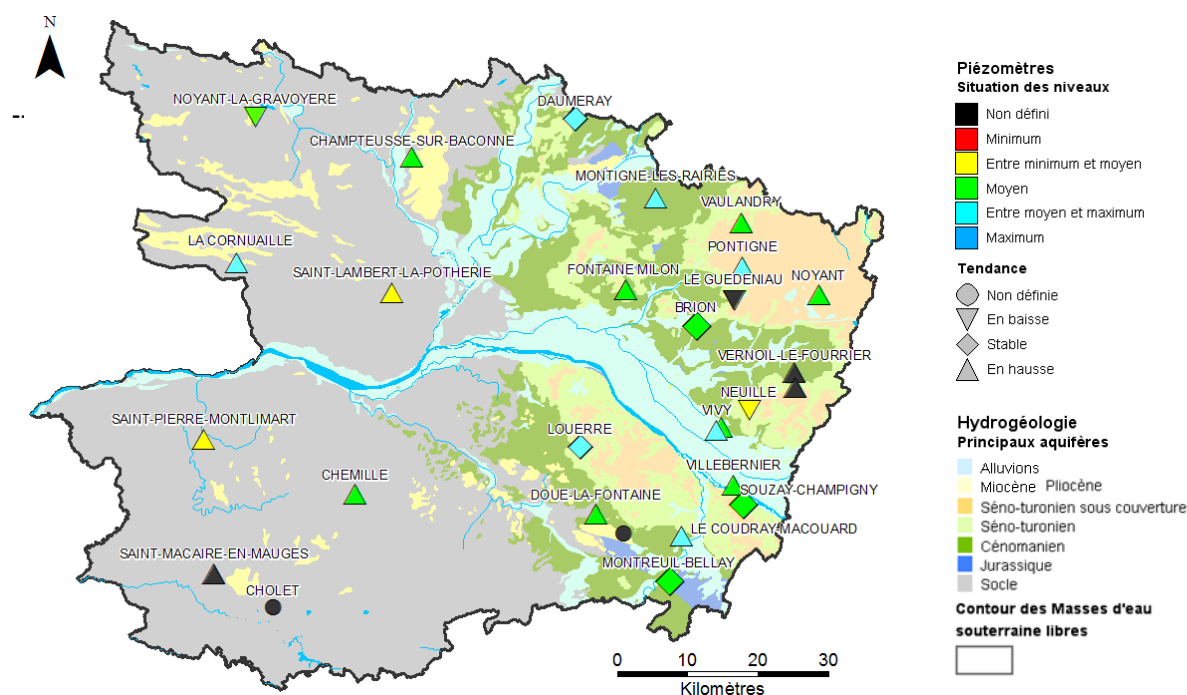 N
NOYANT-LA-GRAVOYERE
DAUMERAY
CHAMPTEUSSE-SUR-BACONNE
MONTIGNE-LES-RAIRIES
VAULANDRY
LA CORNUAILLE
PONTIGNE
SAINT-LAMBERT-LA-POTHERIE
FONTAINE MILON
LE GUEDENIAU
NOYANT
BRION
VERNOIL-LE-FOURRIER
NEUILLE
SAINT-PIERRE-MONTLIMART
VIVY
LOUERRE
VILLEBERNIER
CHEMILLE
SOUZAY-CHAMPIGNY
DOUE-LA-FONTAINE
LE COUDRAY-MACOUARD
SAINT-MACAIRE-EN-MAUGES
MONTREUIL-BELLAY
CHOLET
0 10 20 30
Kilomètres
Piézomètres
Situation des niveaux
Non défini
Minimum
Entre minimum et moyen
Moyen
Entre moyen et maximum
Maximum
Tendance
Non définie
En baisse
Stable
En hausse
Hydrogéologie
Principaux aquifères
Alluvions
Miocène Pliocène
Séno-turonien sous couverture
Séno-turonien
Cénomanien
Jurassique
Socle
Contour des Masses d'eau
souterraine libres